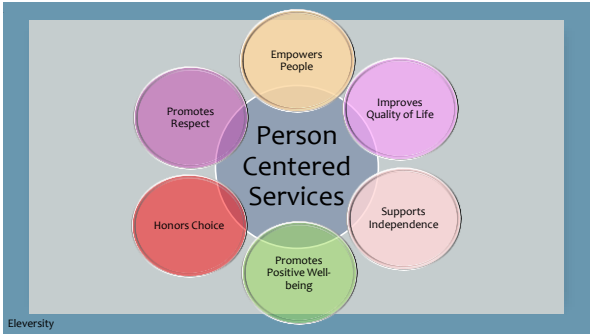 Empowers
People
Improves
Quality of Life
Supports
Independence
Promotes
Positive Well-
being
Honors Choice
Promotes
Respect
Person
Centered
Services
Eleversity